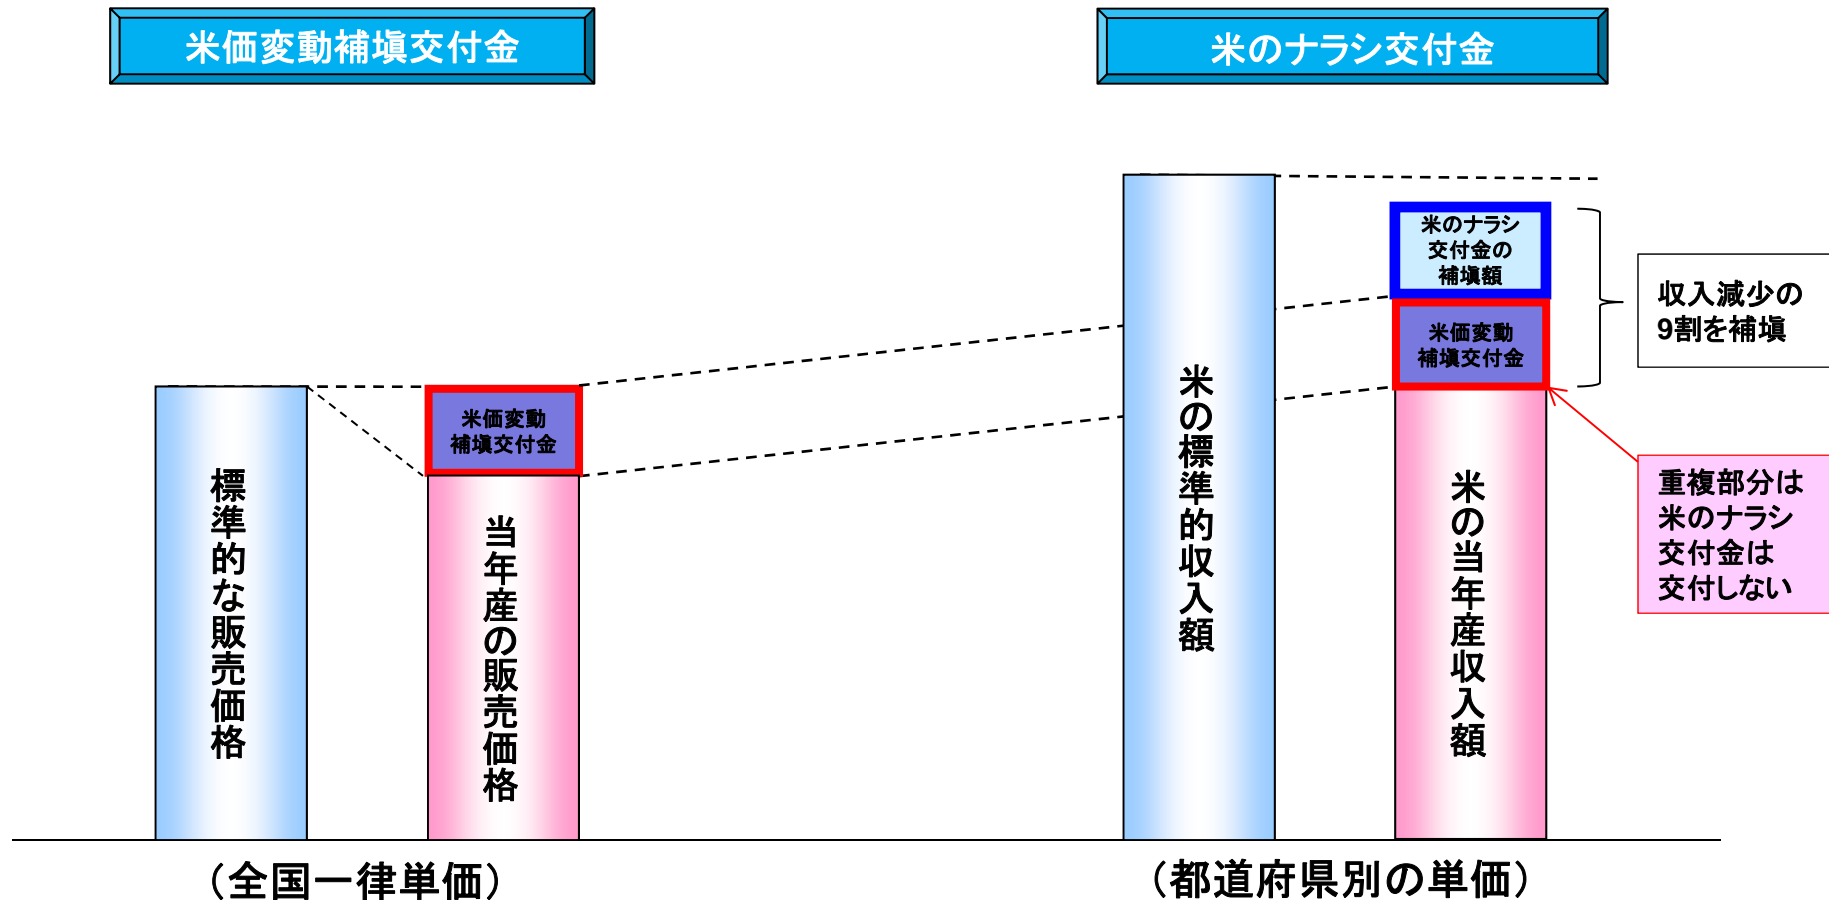 米価変動補塡交付金
米のナラシ交付金
標準的な販売価格
米価変動
補塡交付金
当年産の販売価格
米の標準的収入額
米のナラシ
交付金の
補塡額
米価変動
補塡交付金
米の当年産収入額
収入減少の
9割を補塡
重複部分は
米のナラシ
交付金は
交付しない
（全国一律単価）
（都道府県別の単価）